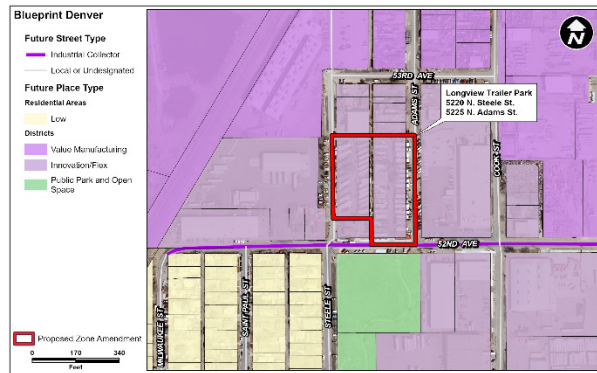 Blueprint Denver
Future Street Type
Industrial Collector
Local or Undesignated
Future Place Type
Residential Areas
Low
Districts
Value Manufacturing
Innovation/Flex
Public Park and Open
Space
Proposed Zone Amendment
0 170 340
Feet
N
53RD AVE
ADAMS ST
Longview Trailer Park
5220 N. Steele St.
5225 N. Adams St.
COOK ST
52ND AVE
MILWAUKEE ST
SAINT PAUL ST
STEELE ST